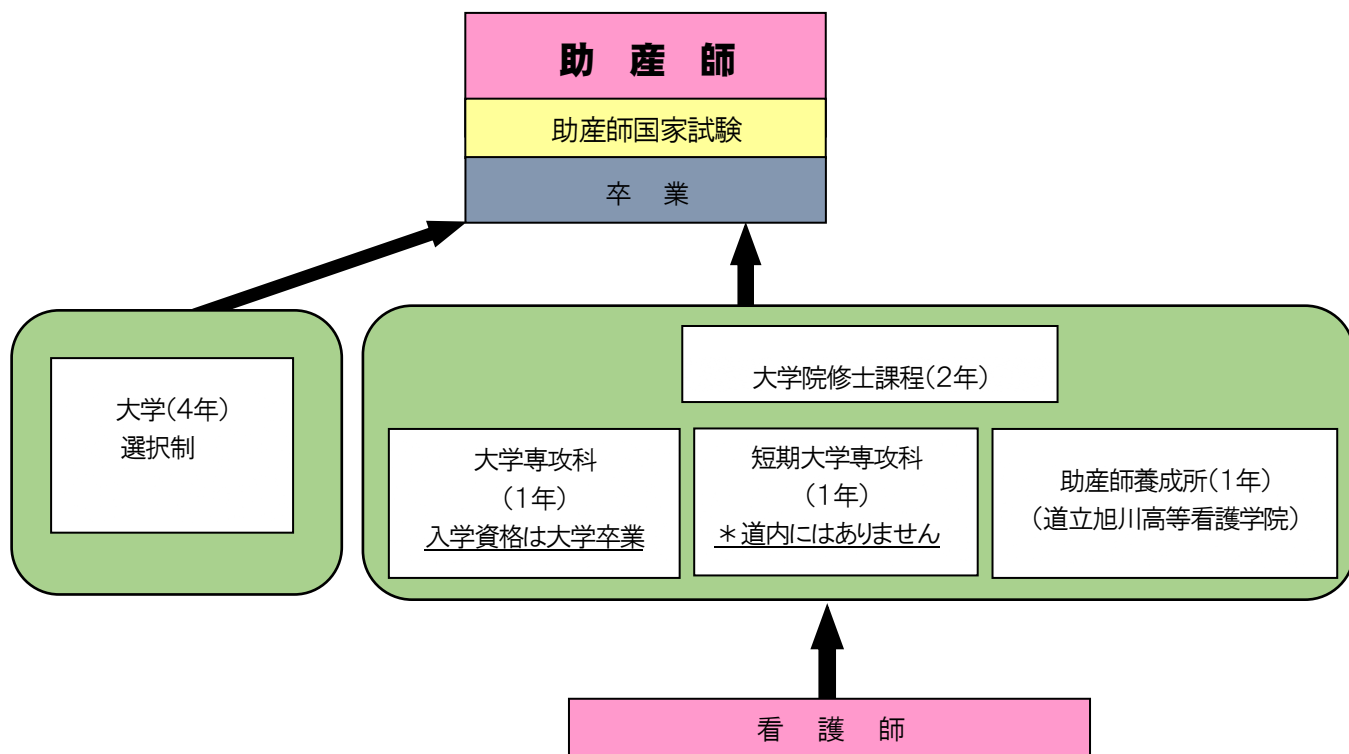 助 産 師
助産師国家試験
卒 業
大学(4年)
選択制
大学院修士課程(2年)
大学専攻科
(1年)
入学資格は大学卒業
短期大学専攻科
(1年)
＊道内にはありません
助産師養成所(1年)
(道立旭川高等看護学院)
看 護 師